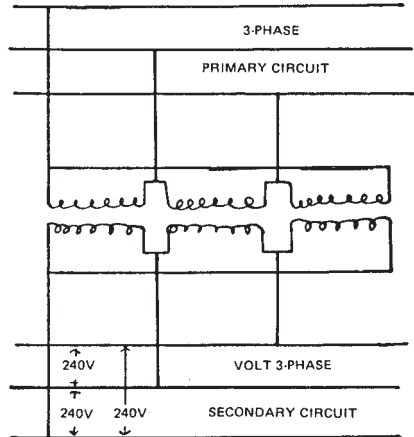 3-PHASE
PRIMARY CIRCUIT
240V
VOLT 3-PHASE
240V 240V SECONDARY CIRCUIT